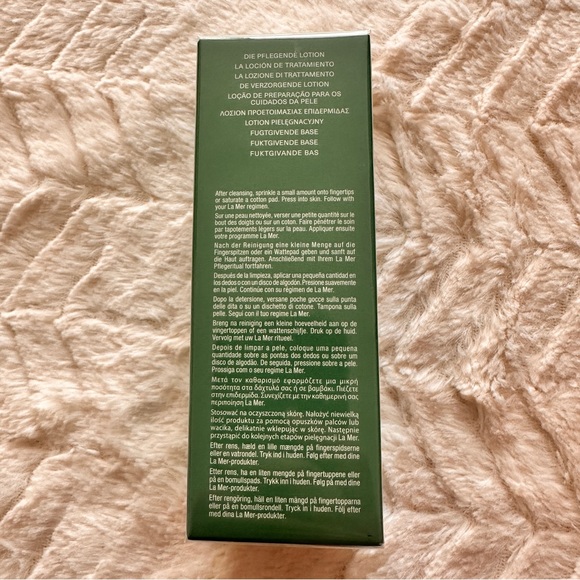 DIE PFLEGENDE LOTION
LA LOCIÓN DE TRATAMIENTO
LA LOZIONE DI TRATTAMENTO
DE VERZORGENDE LOTION
LOÇÃO DE PREPARAÇÃO PARA OS
CUIDADOS DA PELE
ΛΟΣΙΟΝ ΠΡΟΕΤΟΙΜΑΣΙΑΣ ΕΠΙΔΕΡΜΙΔΑΣ
LOTION PIELĘGNACYJNY
FUGTGIVENDE BASE
FUKTGIVENDE BASE
FUKTGIVANDE BAS
After cleansing, sprinkle a small amount onto fingertips
or saturate a cotton pad. Press into skin. Follow with
your La Mer regimen.
Sur une peau nettoyée, verser une petite quantité sur le
bout des doigts ou sur un coton. Faire pénétrer le soin
par tapotements légers sur la peau. Appliquer ensuite
votre programme La Mer.
Nach der Reinigung eine kleine Menge auf die
Fingerspitzen oder ein Wattepad geben und sanft auf
die Haut auftragen. Anschließend mit Ihrem La Mer
Pflegeritual fortfahren.
Después de la limpieza, aplicar una pequeña cantidad en
los dedos o con un disco de algodón. Presione suavemente
en la piel. Continúe con su régimen de La Mer.
Dopo la detersione, versane poche gocce sulla punta
delle dita o su un dischetto di cotone. Tampona sulla
pelle. Segui con il tuo regime La Mer.
Breng na reiniging een kleine hoeveelheid aan op de
vingertoppen of een wattenschijfje. Druk op de huid.
Vervolg met uw La Mer ritueel.
Depois de limpar a pele, coloque uma pequena
quantidade sobre as pontas dos dedos ou sobre um
disco de algodão. De seguida, pressione sobre a pele.
Prossiga com o seu regime La Mer.
Μετά τον καθαρισμό εφαρμόζετε μια μικρή
ποσότητα στα δάχτυλά σας ή σε βαμβάκι. Πιέζετε
στην επιδερμίδα. Συνεχίζετε με την καθημερινή σας
περιποίηση La Mer.
Stosować na oczyszczoną skórę. Nałożyć niewielką
ilość produktu za pomocą opuszków palców lub
wacika, delikatnie wklepując w skórę. Następnie
przystąpić do kolejnych etapów pielęgnacji La Mer.
Efter rens, hæld en lille mængde på fingerspidserne
eller en vatrondel. Tryk ind i huden. Følg efter med dine
La Mer-produkter.
Etter rens, ha en liten mengde på fingertuppene eller
på en bomullspads. Trykk inn i huden. Følg på med dine
La Mer-produkter.
Efter rengöring, häll en liten mängd på fingertopparna
eller på en bomullsrondell. Tryck in i huden. Följ efter
med dina La Mer-produkter.